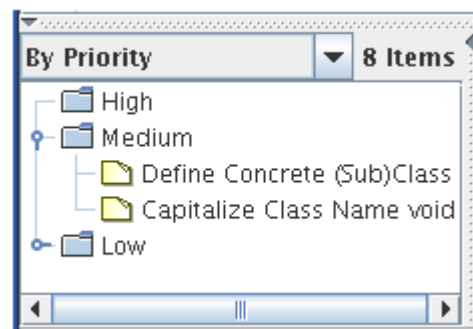 By Priority 8 Items
High
Medium
Define Concrete (Sub)Class
Capitalize Class Name void
Low